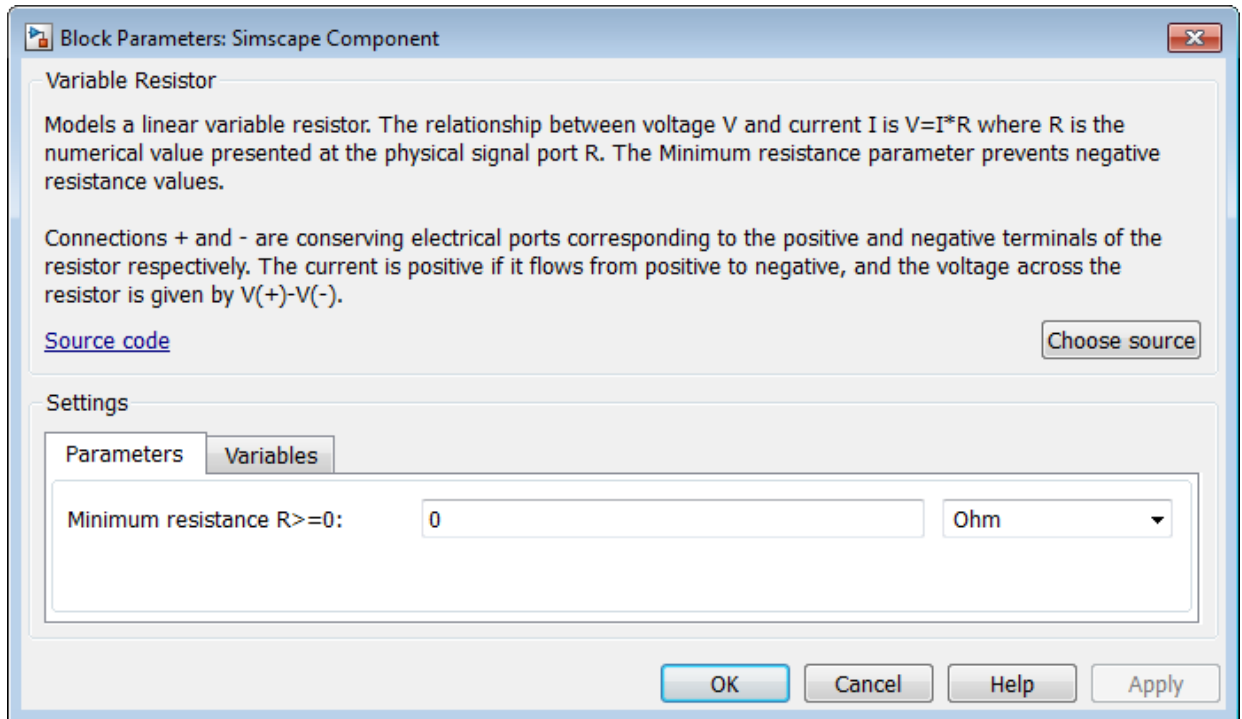 Block Parameters: Simscape Component
Variable Resistor
Models a linear variable resistor. The relationship between voltage V and current I is V=I*R where R is the
numerical value presented at the physical signal port R. The Minimum resistance parameter prevents negative
resistance values.
Connections + and - are conserving electrical ports corresponding to the positive and negative terminals of the
resistor respectively. The current is positive if it flows from positive to negative, and the voltage across the
resistor is given by V(+)-V(-).
Source code Choose source
Settings
Parameters Variables
Minimum resistance R>=0: 0 Ohm
OK Cancel Help Apply